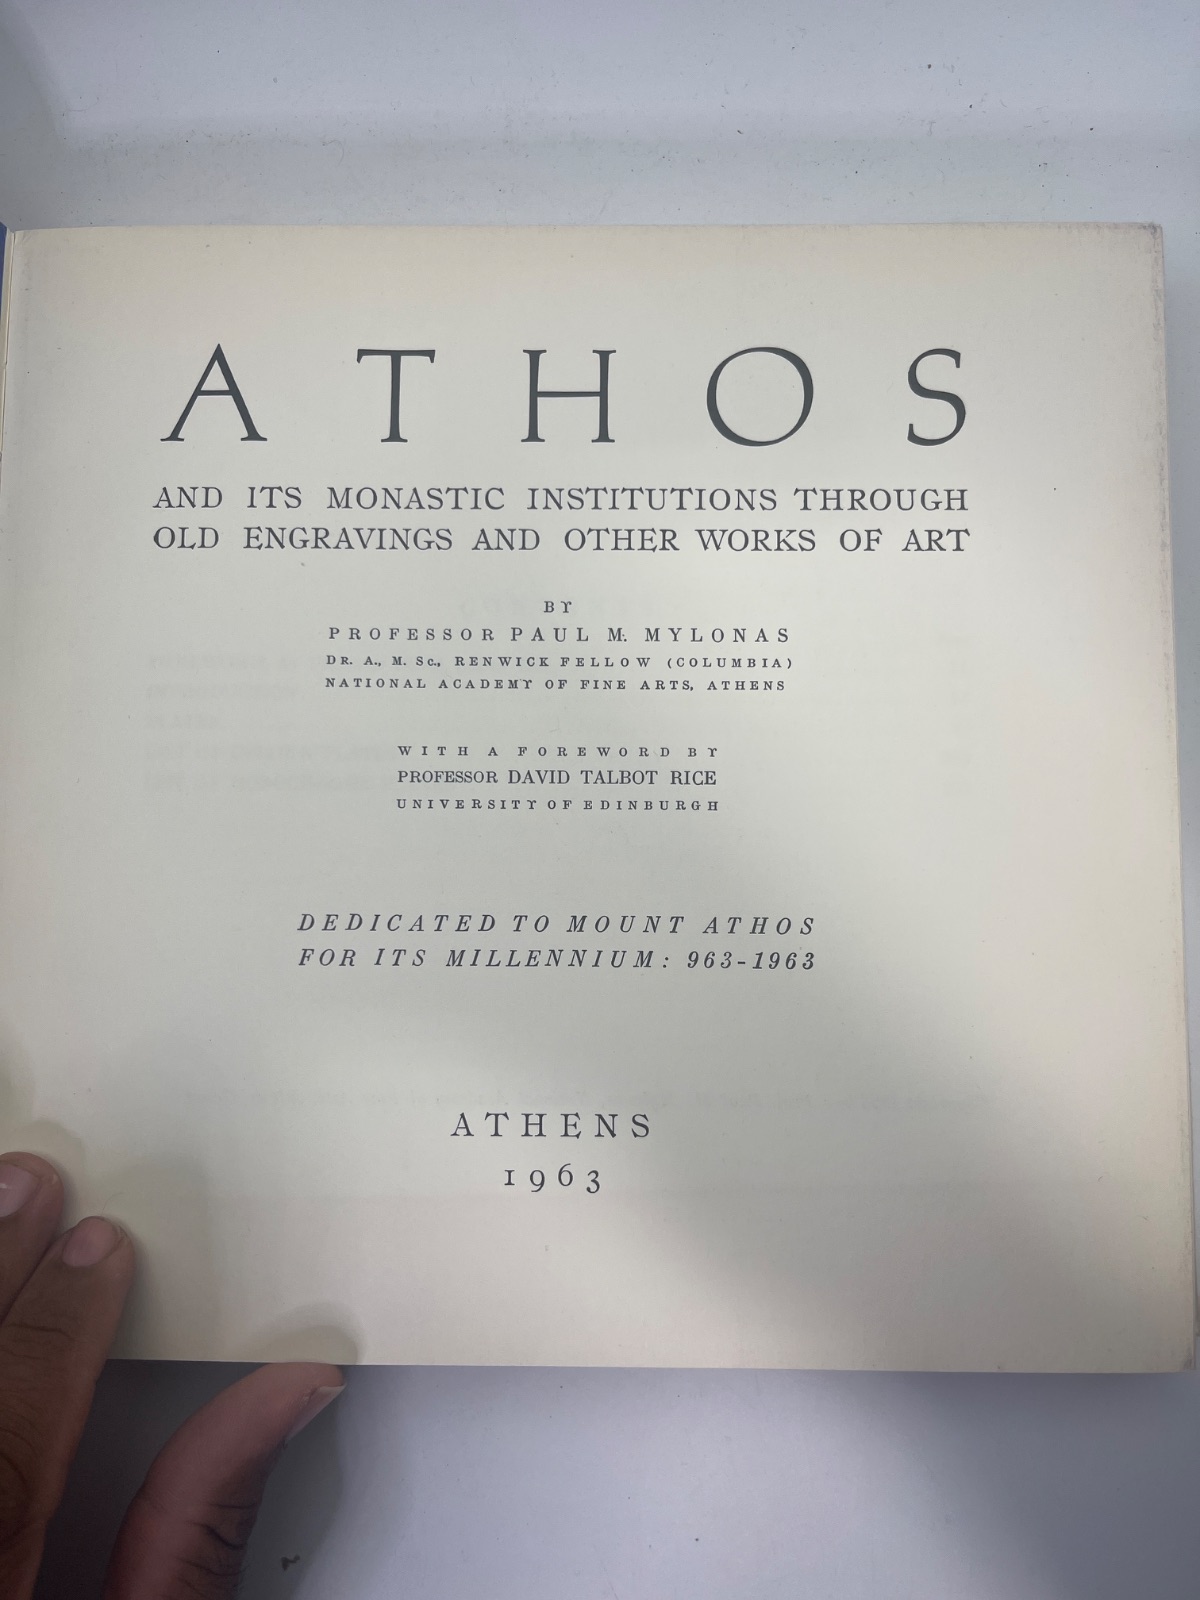 ATHOS
AND ITS MONASTIC INSTITUTIONS THROUGH
OLD ENGRAVINGS AND OTHER WORKS OF ART
BY
PROFESSOR PAUL M. MYLONAS
DR. A., M. Sc., RENWICK FELLOW (COLUMBIA)
NATIONAL ACADEMY OF FINE ARTS, ATHENS
WITH A FOREWORD BY
PROFESSOR DAVID TALBOT RICE
UNIVERSITY OF EDINBURGH
DEDICATED TO MOUNT ATHOS
FOR ITS MILLENNIUM: 963-1963
ATHENS
1963